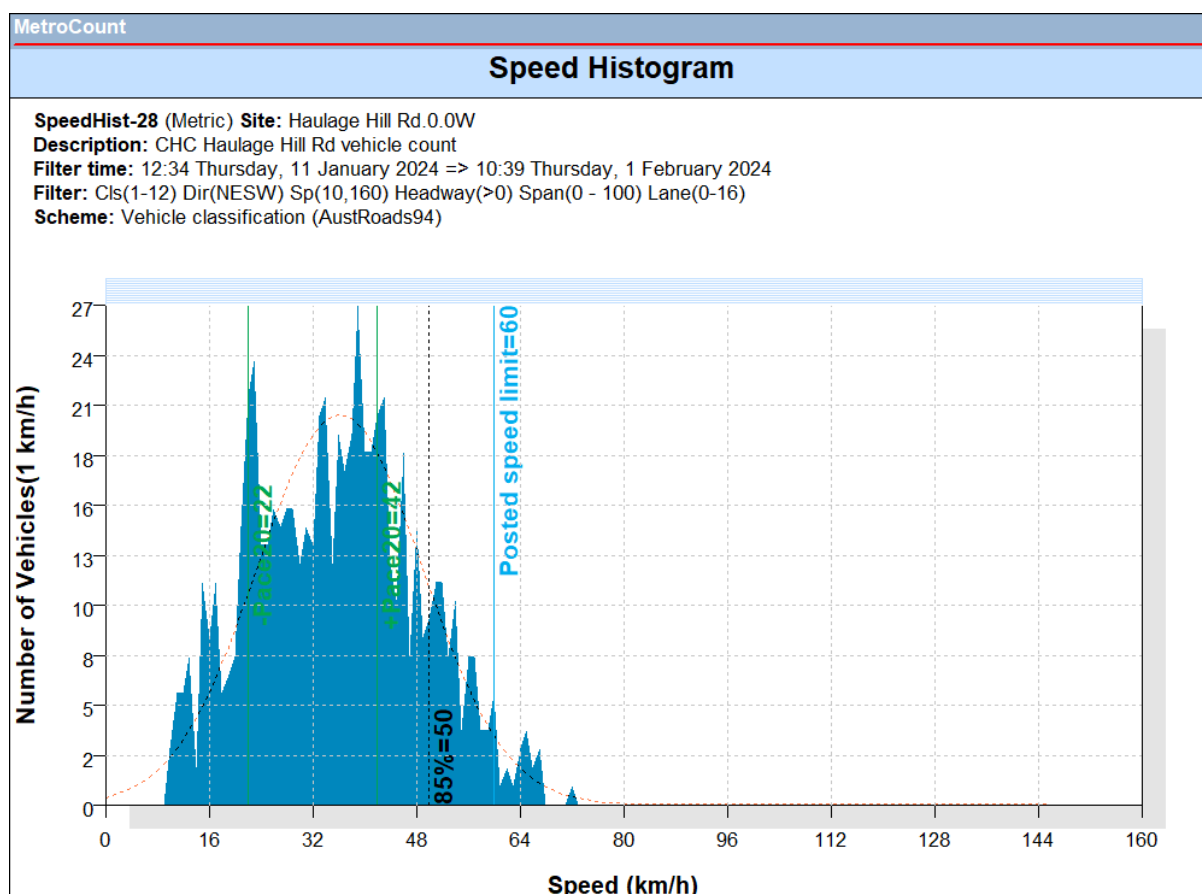 MetroCount
Speed Histogram
SpeedHist-28 (Metric) Site: Haulage Hill Rd.0.0W
Description: CHC Haulage Hill Rd vehicle count
Filter time: 12:34 Thursday, 11 January 2024 => 10:39 Thursday, 1 February 2024
Filter: Cls(1-12) Dir(NESW) Sp(10,160) Headway(>0) Span(0 - 100) Lane(0-16)
Scheme: Vehicle classification (AustRoads94)
Number of Vehicles(1 km/h)
27
24
21
18
16
13
10
8
5
2
0
-Pace20=22
+Pace20=42
85%=50
Posted speed limit=60
0 16 32 48 64 80 96 112 128 144 160
Speed (km/h)